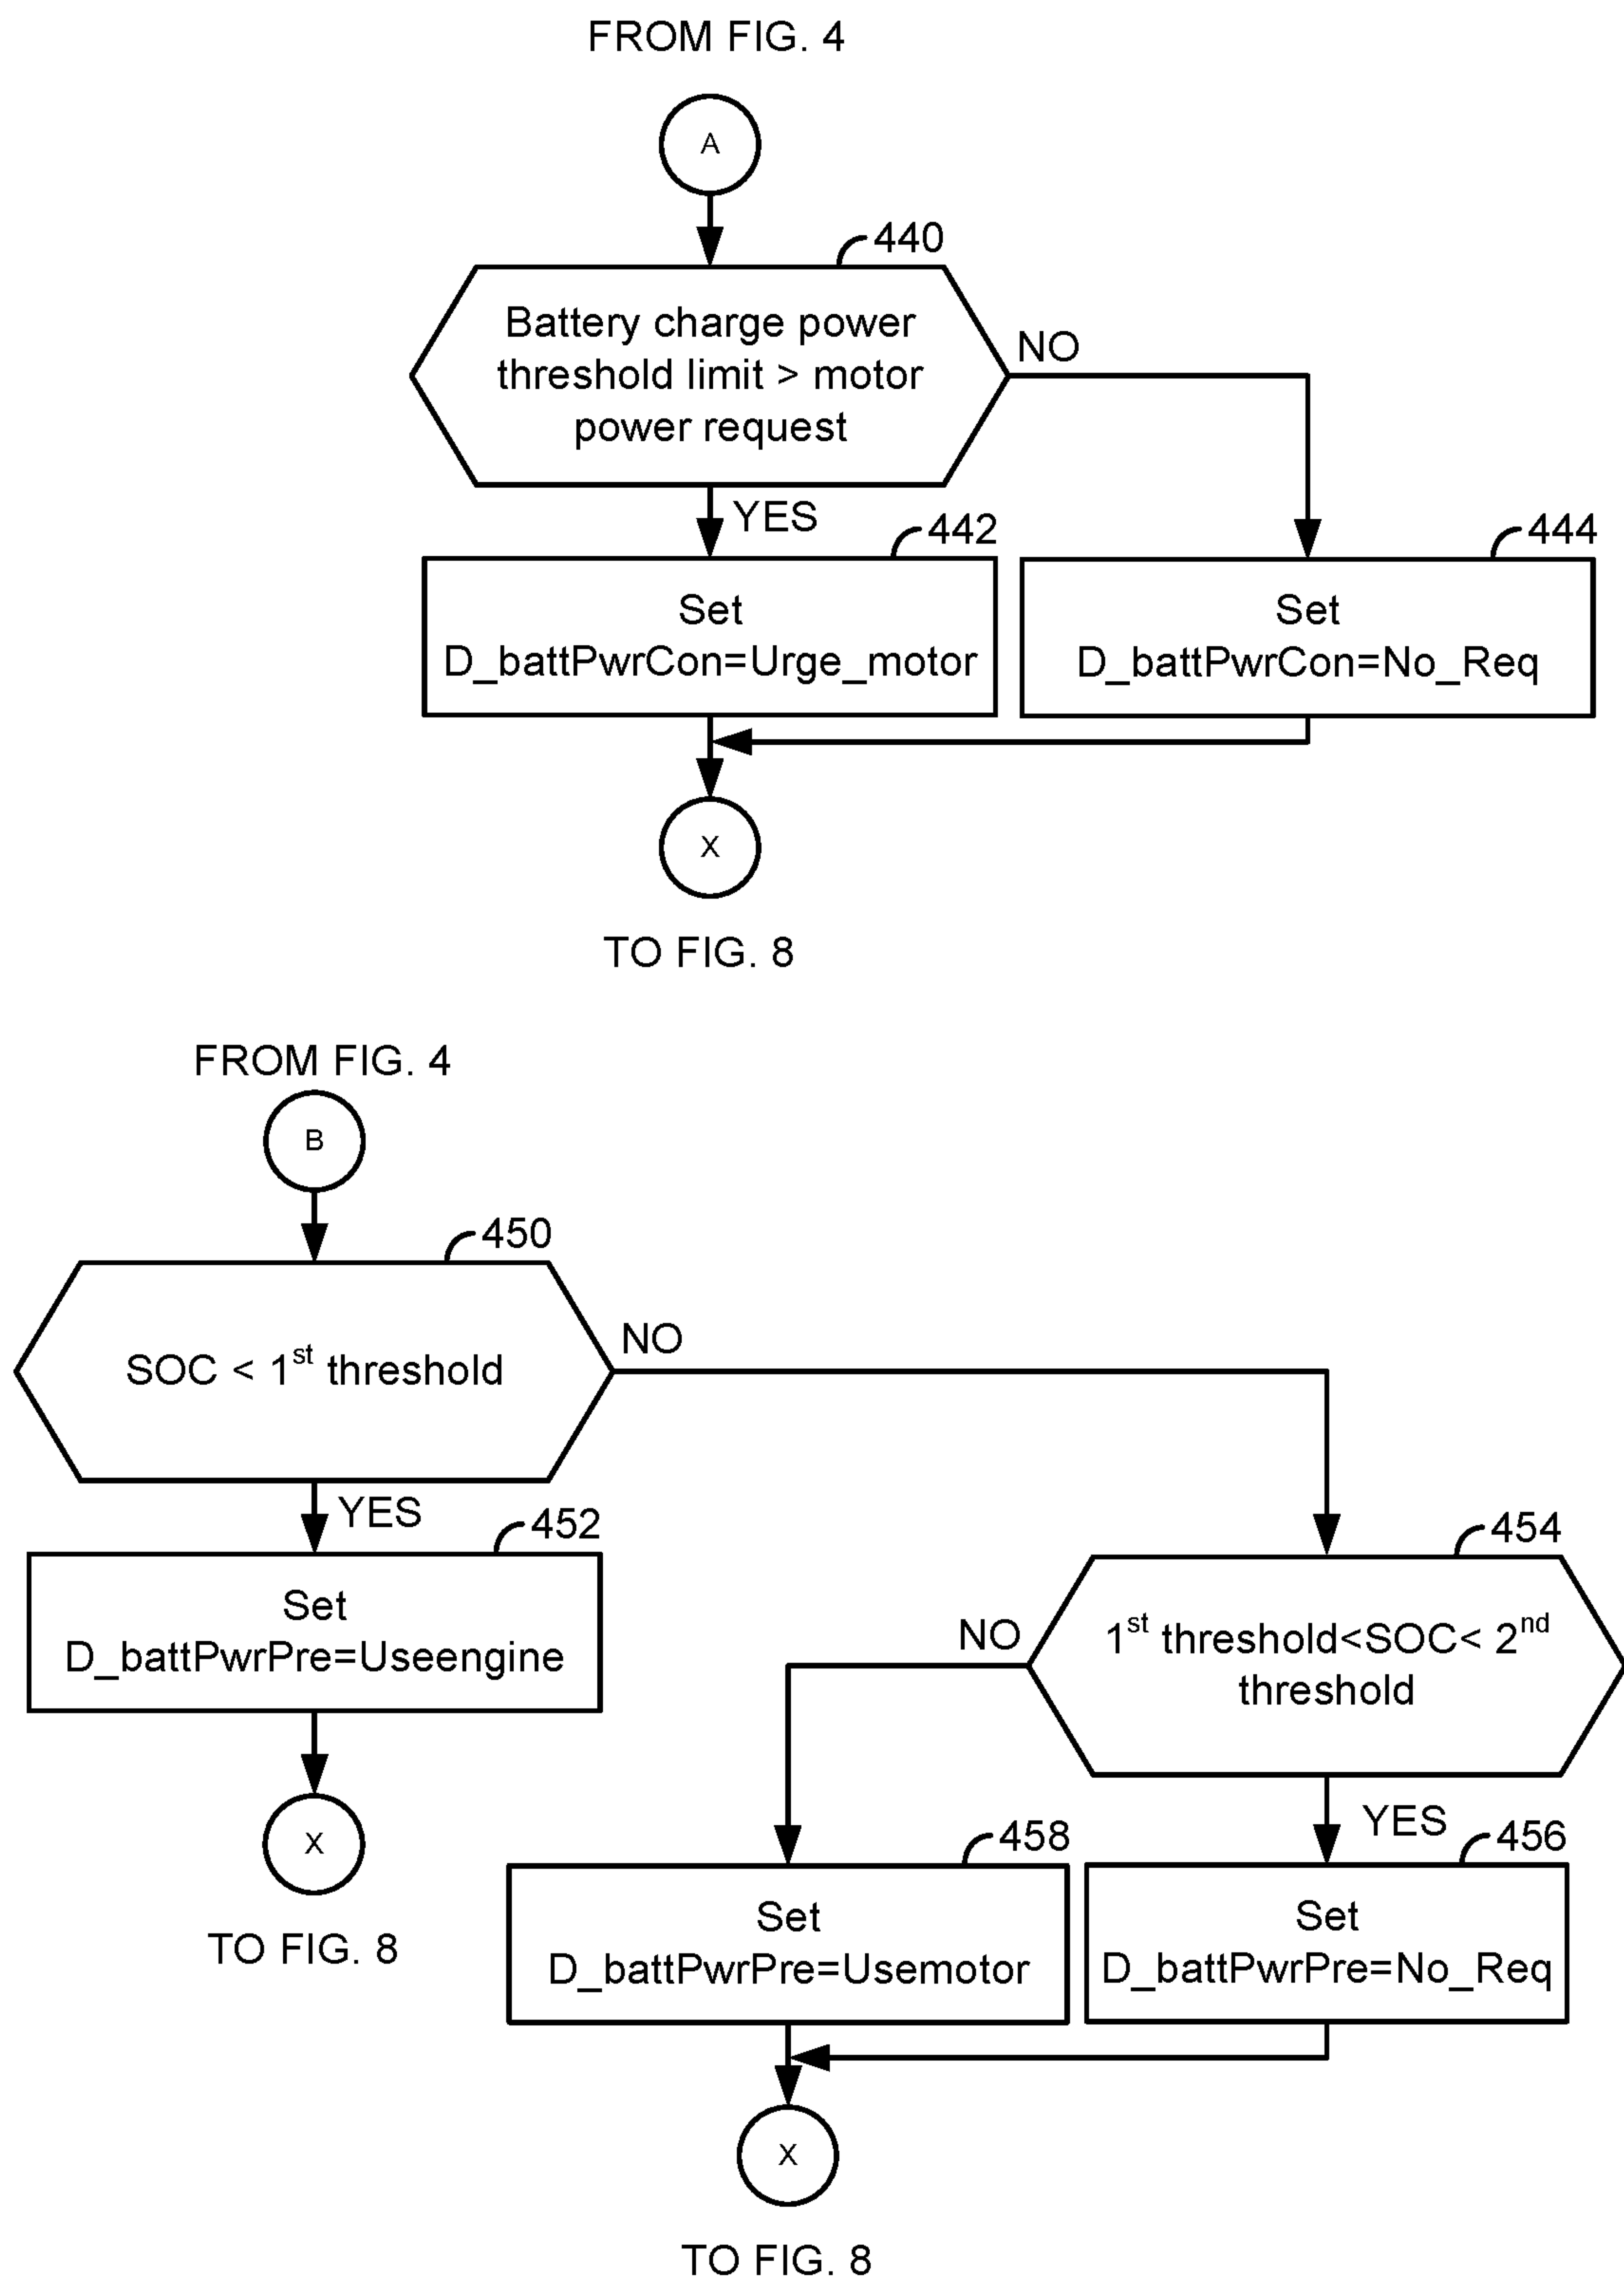 FROM FIG. 4
A
440
Battery charge power
threshold limit > motor
power request
NO
YES
442
444
Set
D_battPwrCon=Urge_motor
Set
D_battPwrCon=No_Req
X
TO FIG. 8
FROM FIG. 4
B
450
SOC < 1st threshold
NO
YES
452
Set
D_battPwrPre=Useengine
X
TO FIG. 8
454
1st threshold<SOC< 2nd
threshold
NO
YES
458
456
Set
D_battPwrPre=Usemotor
Set
D_battPwrPre=No_Req
X
TO FIG. 8